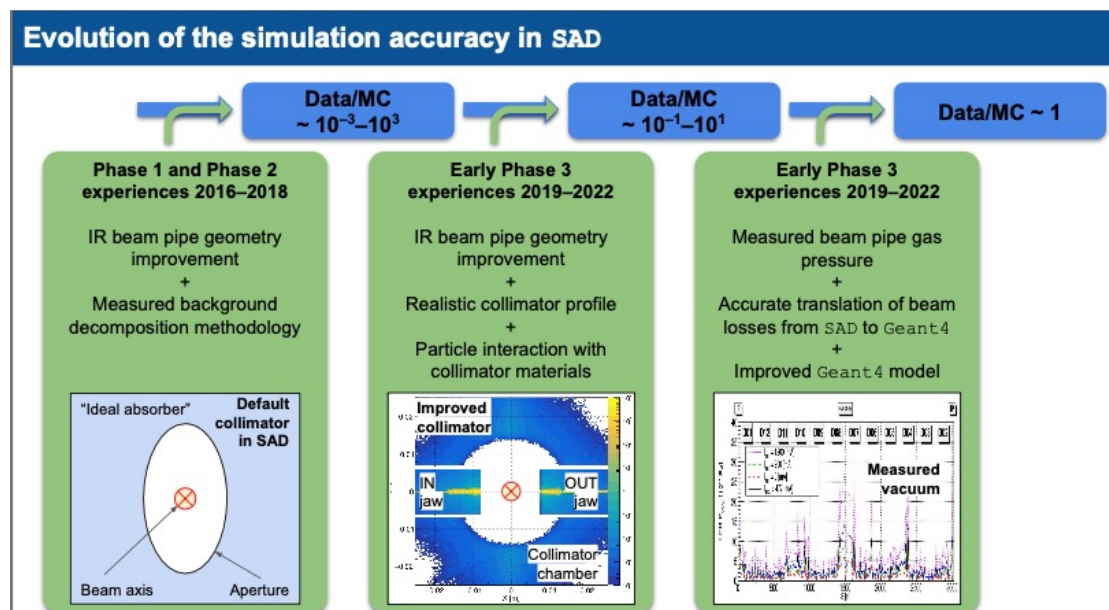 Evolution of the simulation accuracy in SAD
Data/MC
~ 10⁻³–10³
Data/MC
~ 10⁻¹–10¹
Data/MC ~ 1
Phase 1 and Phase 2
experiences 2016–2018
IR beam pipe geometry
improvement
+
Measured background
decomposition methodology
"Ideal absorber"
Default
collimator
in SAD
Beam axis
Aperture
Early Phase 3
experiences 2019–2022
IR beam pipe geometry
improvement
+
Realistic collimator profile
+
Particle interaction with
collimator materials
Improved
collimator
IN
jaw
OUT
jaw
Collimator
chamber
Early Phase 3
experiences 2019–2022
Measured beam pipe gas
pressure
+
Accurate translation of beam
losses from SAD to Geant4
+
Improved Geant4 model
Measured
vacuum